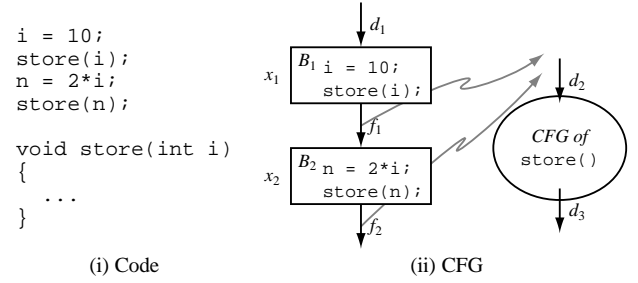 i = 10;
store(i);
n = 2*i;
store(n);
void store(int i)
{
...
}
(i) Code
d1
x1
B1 i = 10;
store(i);
f1
x2
B2 n = 2*i;
store(n);
f2
d2
CFG of
store()
d3
(ii) CFG